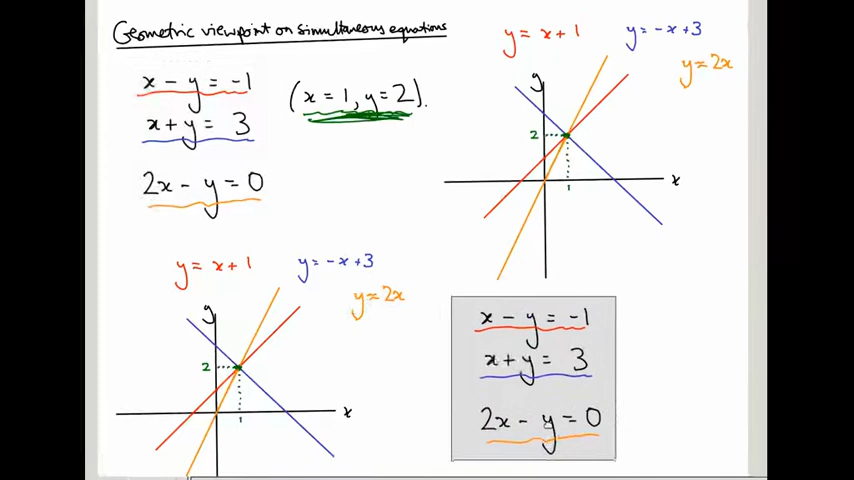 Geometric viewpoint on simultaneous equations
x - y = -1
x + y = 3
2x - y = 0
(x = 1, y = 2).
y = x + 1
y = -x + 3
y = 2x
y
2
1
x
y = x + 1
y = -x + 3
y = 2x
y
2
1
x
x - y = -1
x + y = 3
2x - y = 0